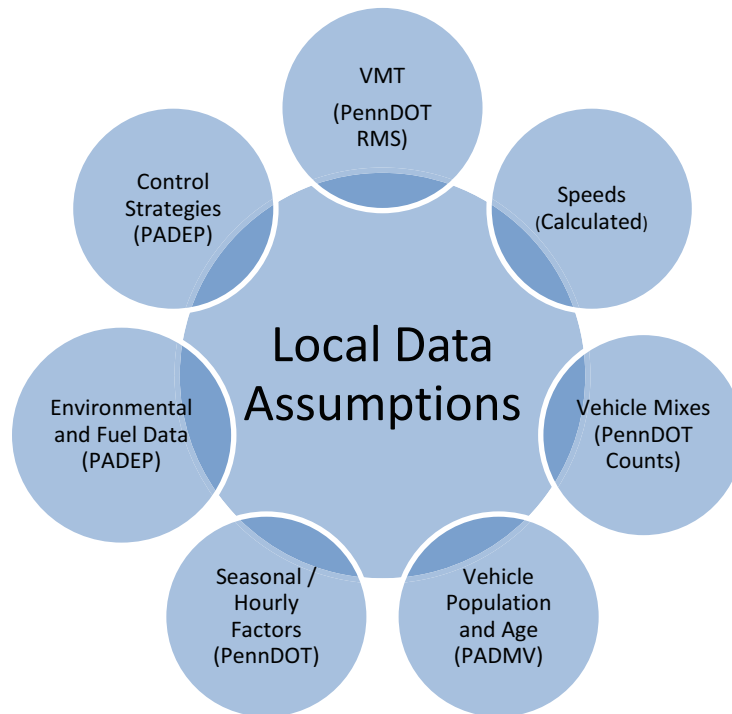 VMT
(PennDOT
RMS)
Speeds
(Calculated)
Vehicle Mixes
(PennDOT
Counts)
Vehicle
Population
and Age
(PADMV)
Seasonal /
Hourly
Factors
(PennDOT)
Environmental
and Fuel Data
(PADEP)
Control
Strategies
(PADEP)
Local Data
Assumptions